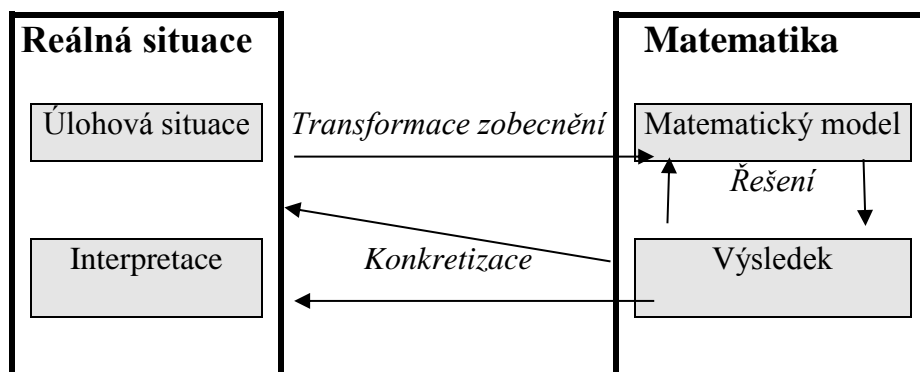 Reálná situace
Matematika
Úlohová situace
Transformace zobecnění
Matematický model
Řešení
Interpretace
Konkretizace
Výsledek